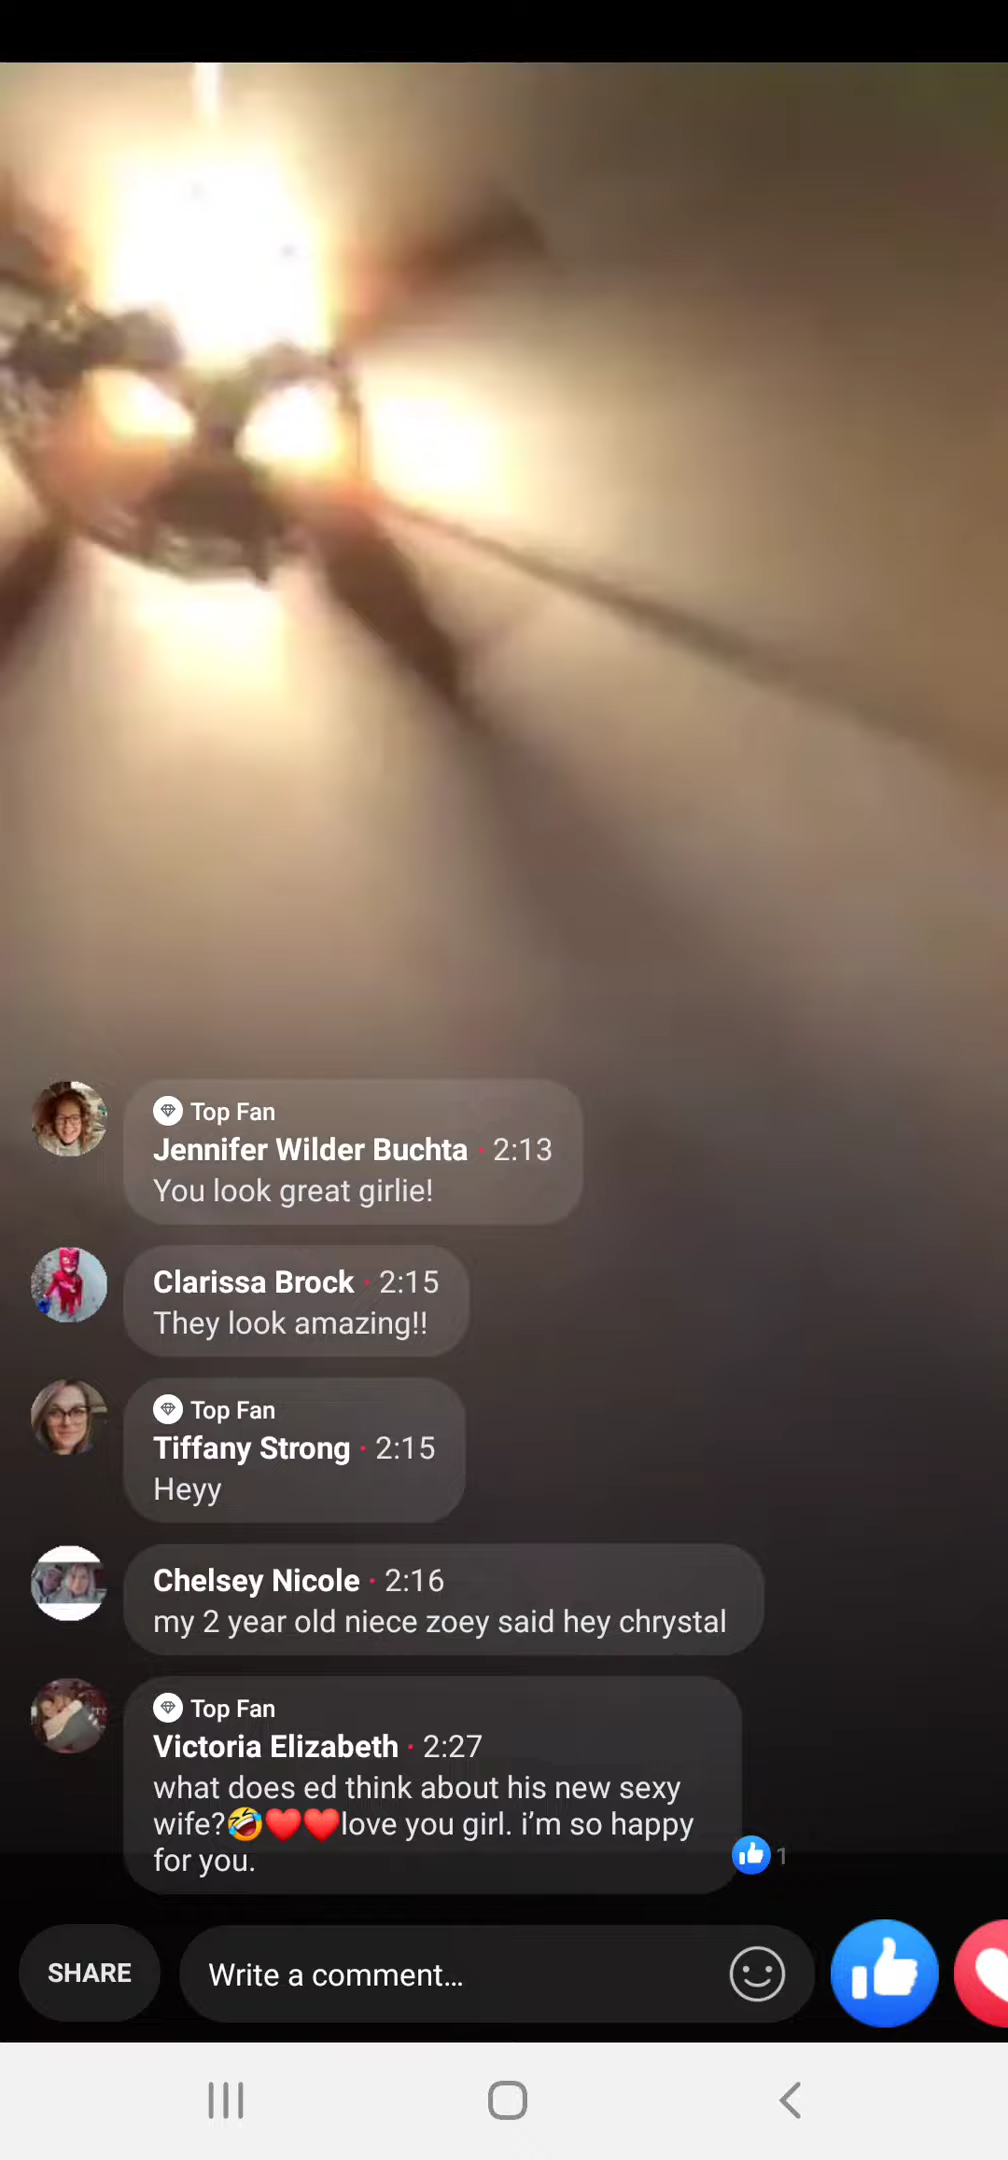 Top Fan
Jennifer Wilder Buchta · 2:13
You look great girlie!
Clarissa Brock · 2:15
They look amazing!!
Top Fan
Tiffany Strong · 2:15
Heyy
Chelsey Nicole · 2:16
my 2 year old niece zoey said hey chrystal
Top Fan
Victoria Elizabeth · 2:27
what does ed think about his new sexy
wife?🤣❤️❤️love you girl. i’m so happy
for you.
1
SHARE
Write a comment...